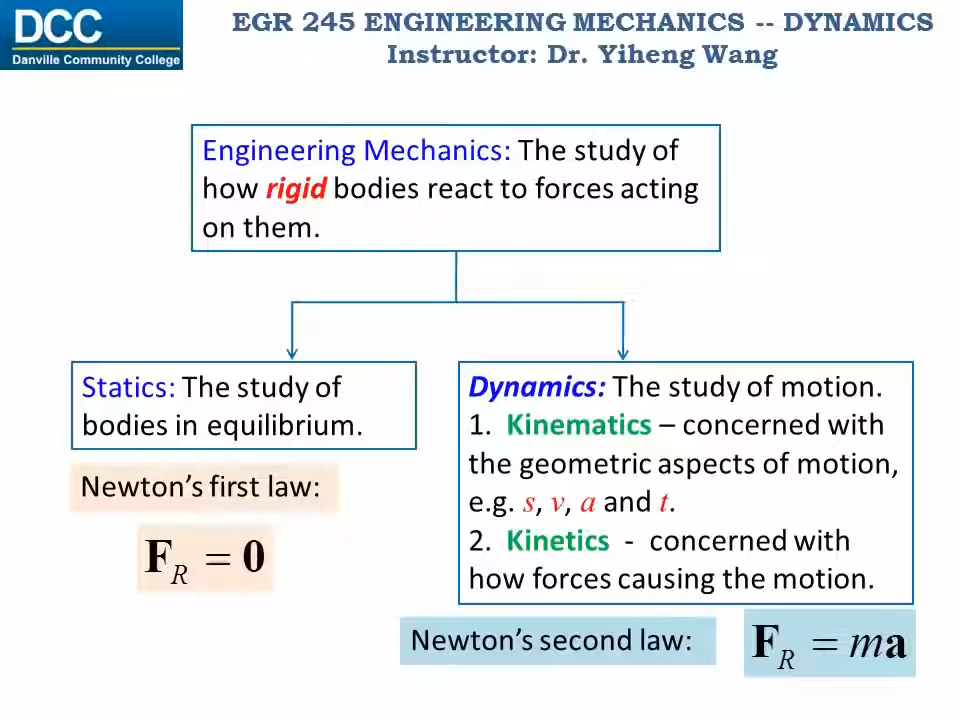 DCC
Danville Community College
EGR 245 ENGINEERING MECHANICS -- DYNAMICS
Instructor: Dr. Yiheng Wang
Engineering Mechanics: The study of
how rigid bodies react to forces acting
on them.
Statics: The study of
bodies in equilibrium.
Newton’s first law:
F_R = 0
Dynamics: The study of motion.
1. Kinematics – concerned with
the geometric aspects of motion,
e.g. s, v, a and t.
2. Kinetics - concerned with
how forces causing the motion.
Newton’s second law:
F_R = ma